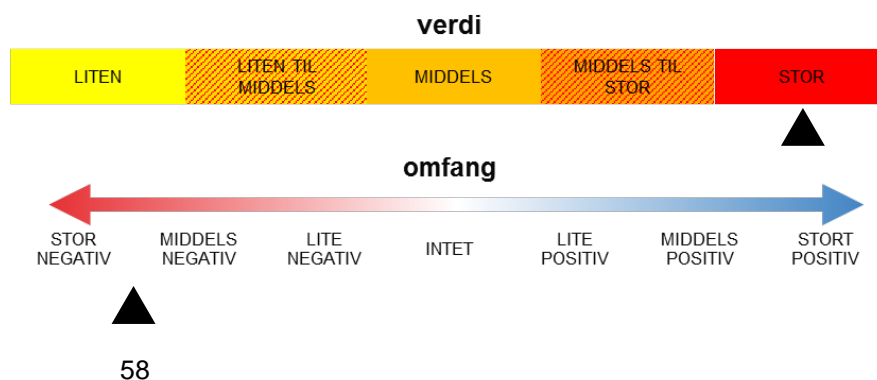 verdi
LITEN
LITEN TIL
MIDDELS
MIDDELS
MIDDELS TIL
STOR
STOR
omfang
STOR
NEGATIV
MIDDELS
NEGATIV
LITE
NEGATIV
INTET
LITE
POSITIV
MIDDELS
POSITIV
STORT
POSITIV
58